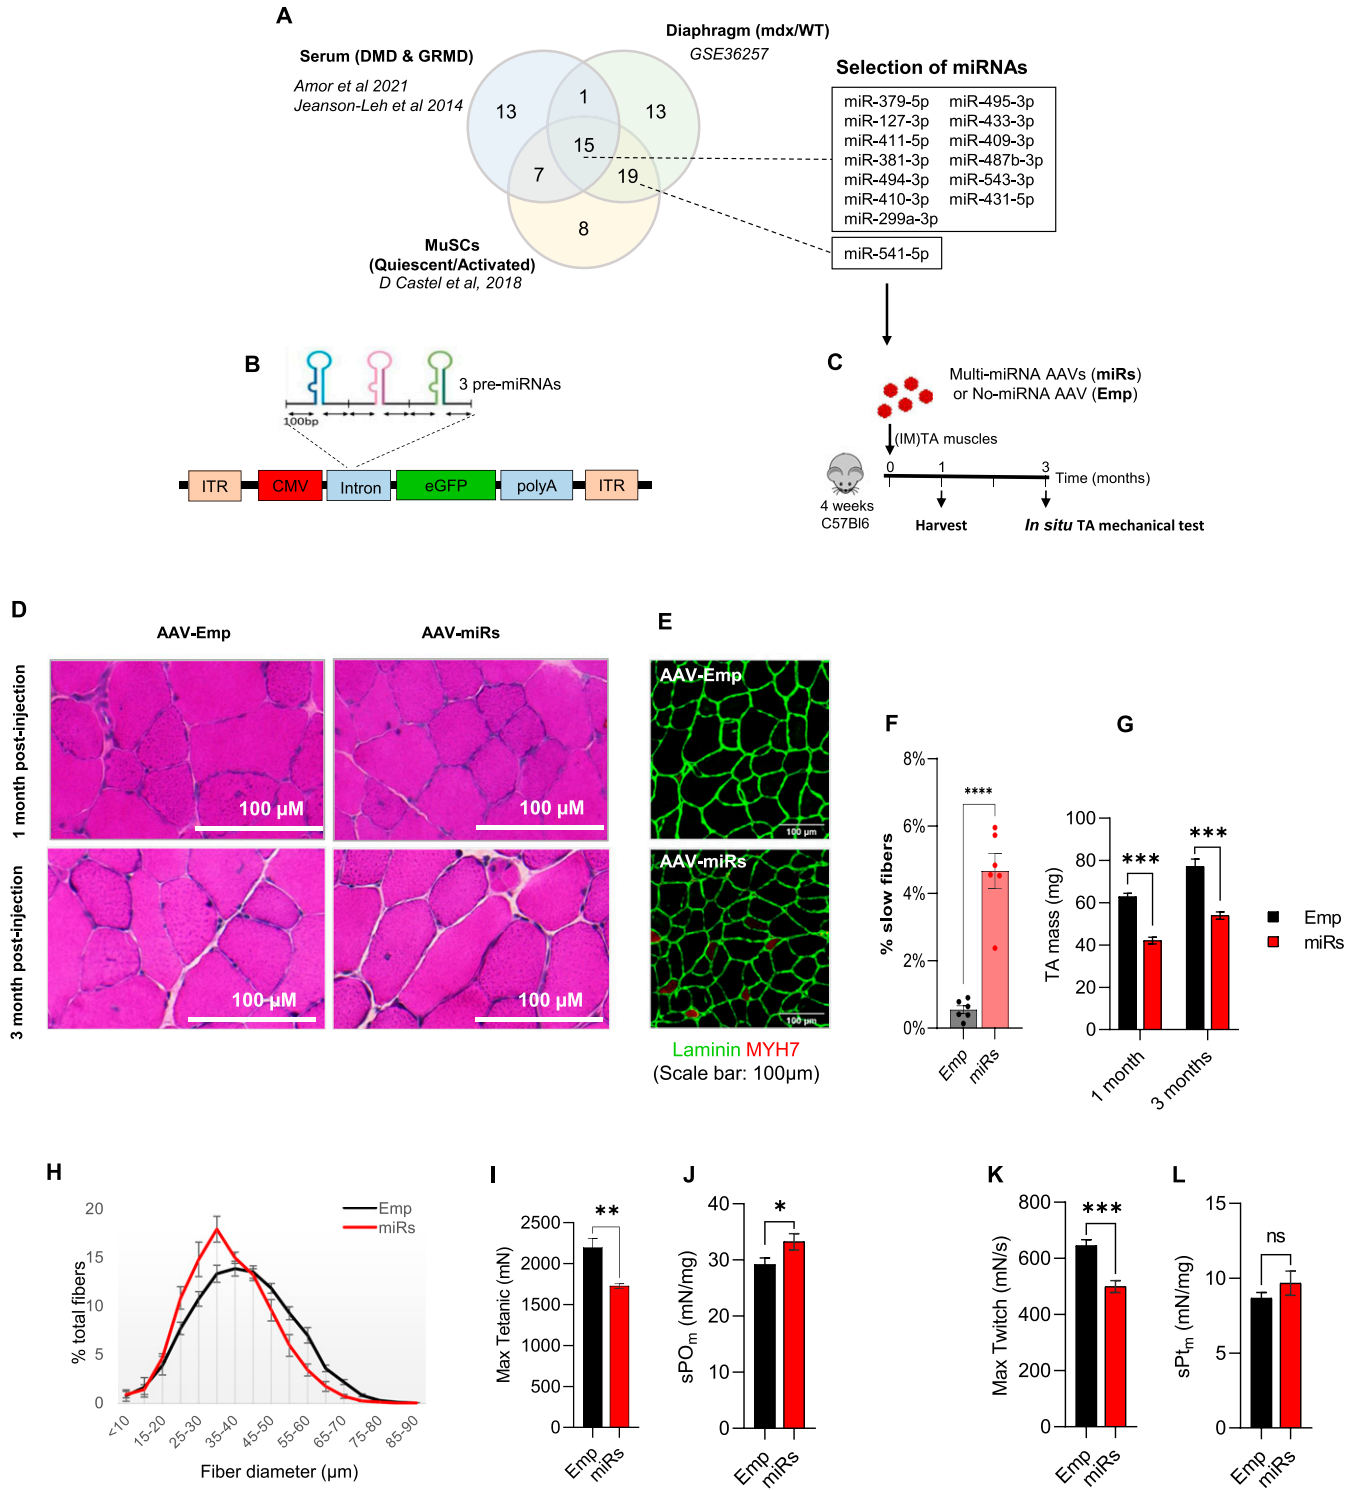 A
Serum (DMD & GRMD)
Amor et al 2021
Jeanson-Leh et al 2014
Diaphragm (mdx/WT)
GSE36257
13
1
13
15
7
19
8
MuSCs
(Quiescent/Activated)
D Castel et al, 2018
Selection of miRNAs
miR-379-5p miR-495-3p
miR-127-3p miR-433-3p
miR-411-5p miR-409-3p
miR-381-3p miR-487b-3p
miR-494-3p miR-543-3p
miR-410-3p miR-431-5p
miR-299a-3p
miR-541-5p
B
3 pre-miRNAs
100bp
ITR CMV Intron eGFP polyA ITR
C
Multi-miRNA AAVs (miRs)
or No-miRNA AAV (Emp)
(IM)TA muscles
0 1 3 Time (months)
4 weeks
C57Bl6
Harvest
In situ TA mechanical test
D
AAV-Emp AAV-miRs
1 month post-injection
100 µM
100 µM
3 month post-injection
100 µM
100 µM
E
AAV-Emp
100 µm
AAV-miRs
100 µm
Laminin MYH7
(Scale bar: 100µm)
F
% slow fibers
8%
6%
4%
2%
0%
****
Emp
miRs
G
TA mass (mg)
100
80
60
40
20
0
***
***
1 month
3 months
Emp
miRs
H
% total fibers
20
15
10
5
0
Emp
miRs
<10
15-20
25-30
35-40
45-50
55-60
65-70
75-80
85-90
Fiber diameter (µm)
I
Max Tetanic (mN)
2500
2000
1500
1000
500
0
**
Emp
miRs
J
sPOm (mN/mg)
40
30
20
10
0
*
Emp
miRs
K
Max Twitch (mN/s)
800
600
400
200
0
***
Emp
miRs
L
sPtm (mN/mg)
15
10
5
0
ns
Emp
miRs